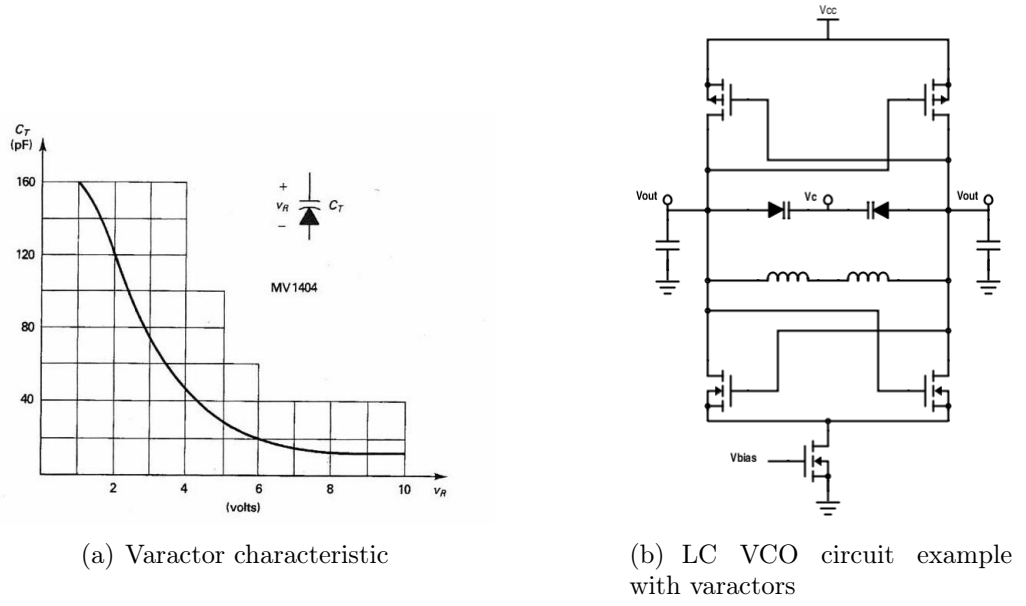 C_T
(pF)
160
120
80
40
+
v_R
C_T
−
MV1404
2
4
6
8
10
v_R
(volts)
(a) Varactor characteristic
Vcc
Vout
Vc
Vout
Vbias
(b) LC VCO circuit example
with varactors